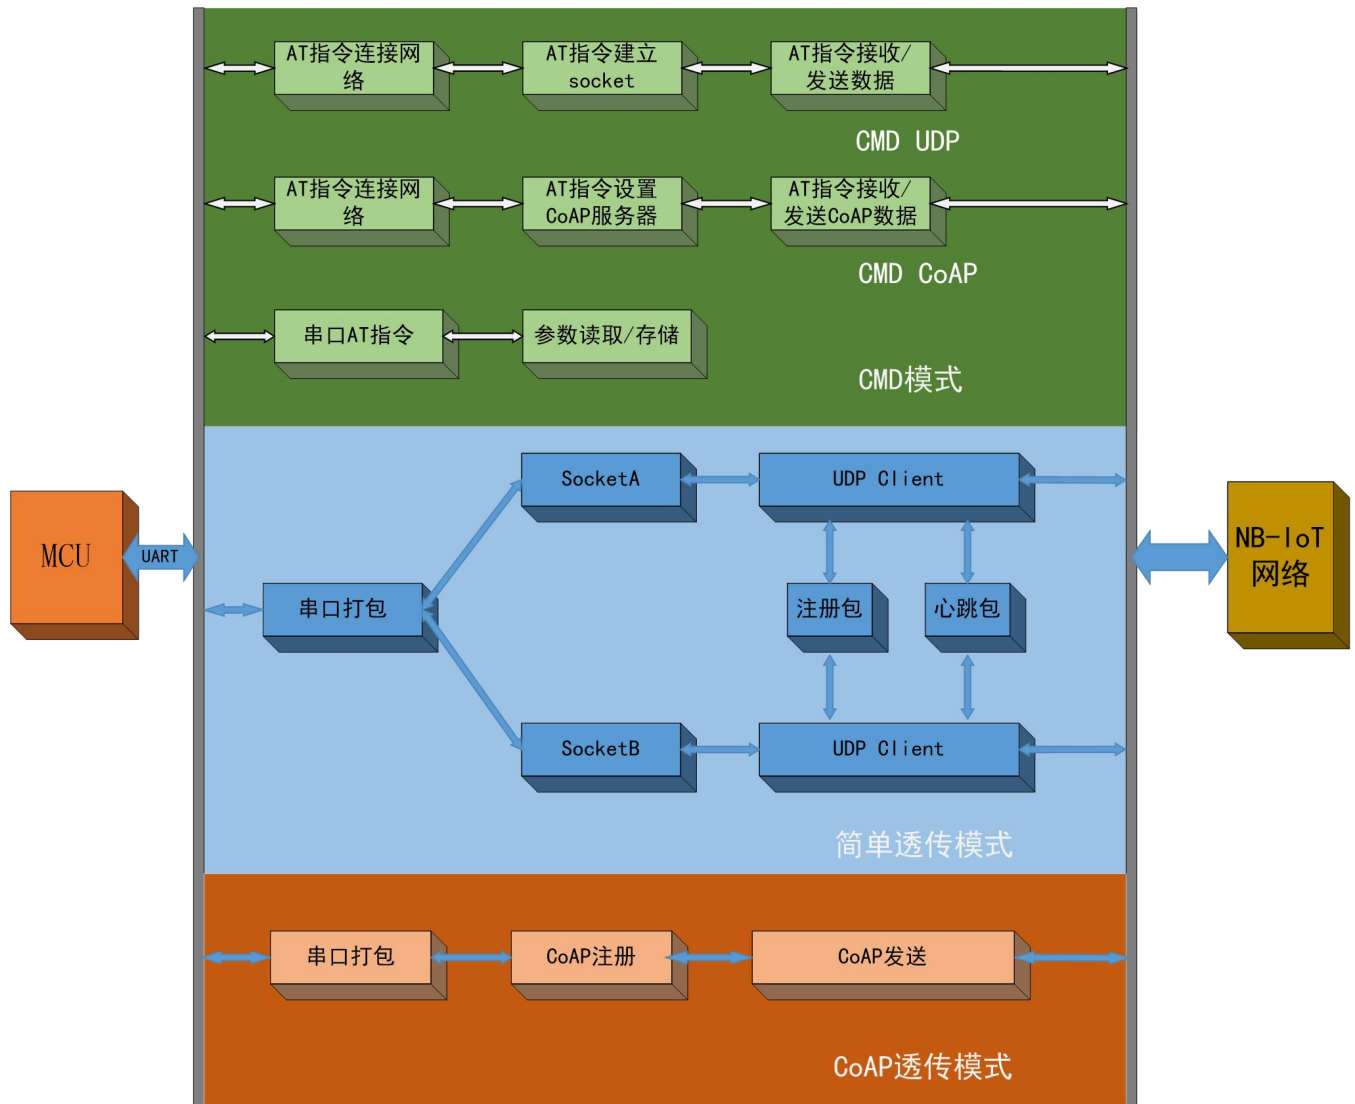 AT指令连接网
络
AT指令建立
socket
AT指令接收/
发送数据
CMD UDP
AT指令连接网
络
AT指令设置
CoAP服务器
AT指令接收/
发送CoAP数据
CMD CoAP
串口AT指令
参数读取/存储
CMD模式
MCU
UART
串口打包
SocketA
UDP Client
注册包
心跳包
SocketB
UDP Client
简单透传模式
NB-IoT
网络
串口打包
CoAP注册
CoAP发送
CoAP透传模式